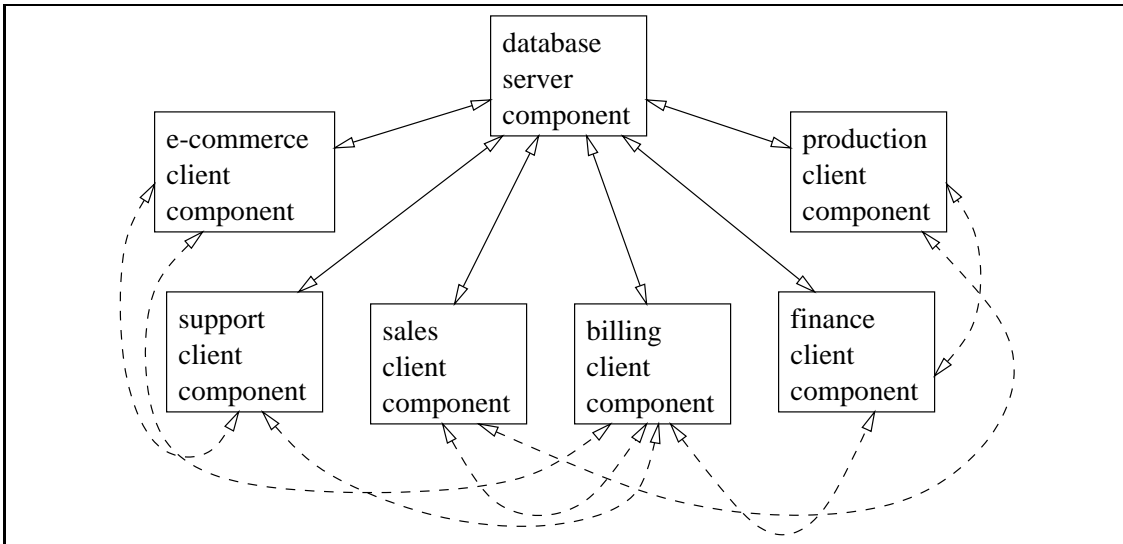 database
server
component
e-commerce
client
component
production
client
component
support
client
component
sales
client
component
billing
client
component
finance
client
component